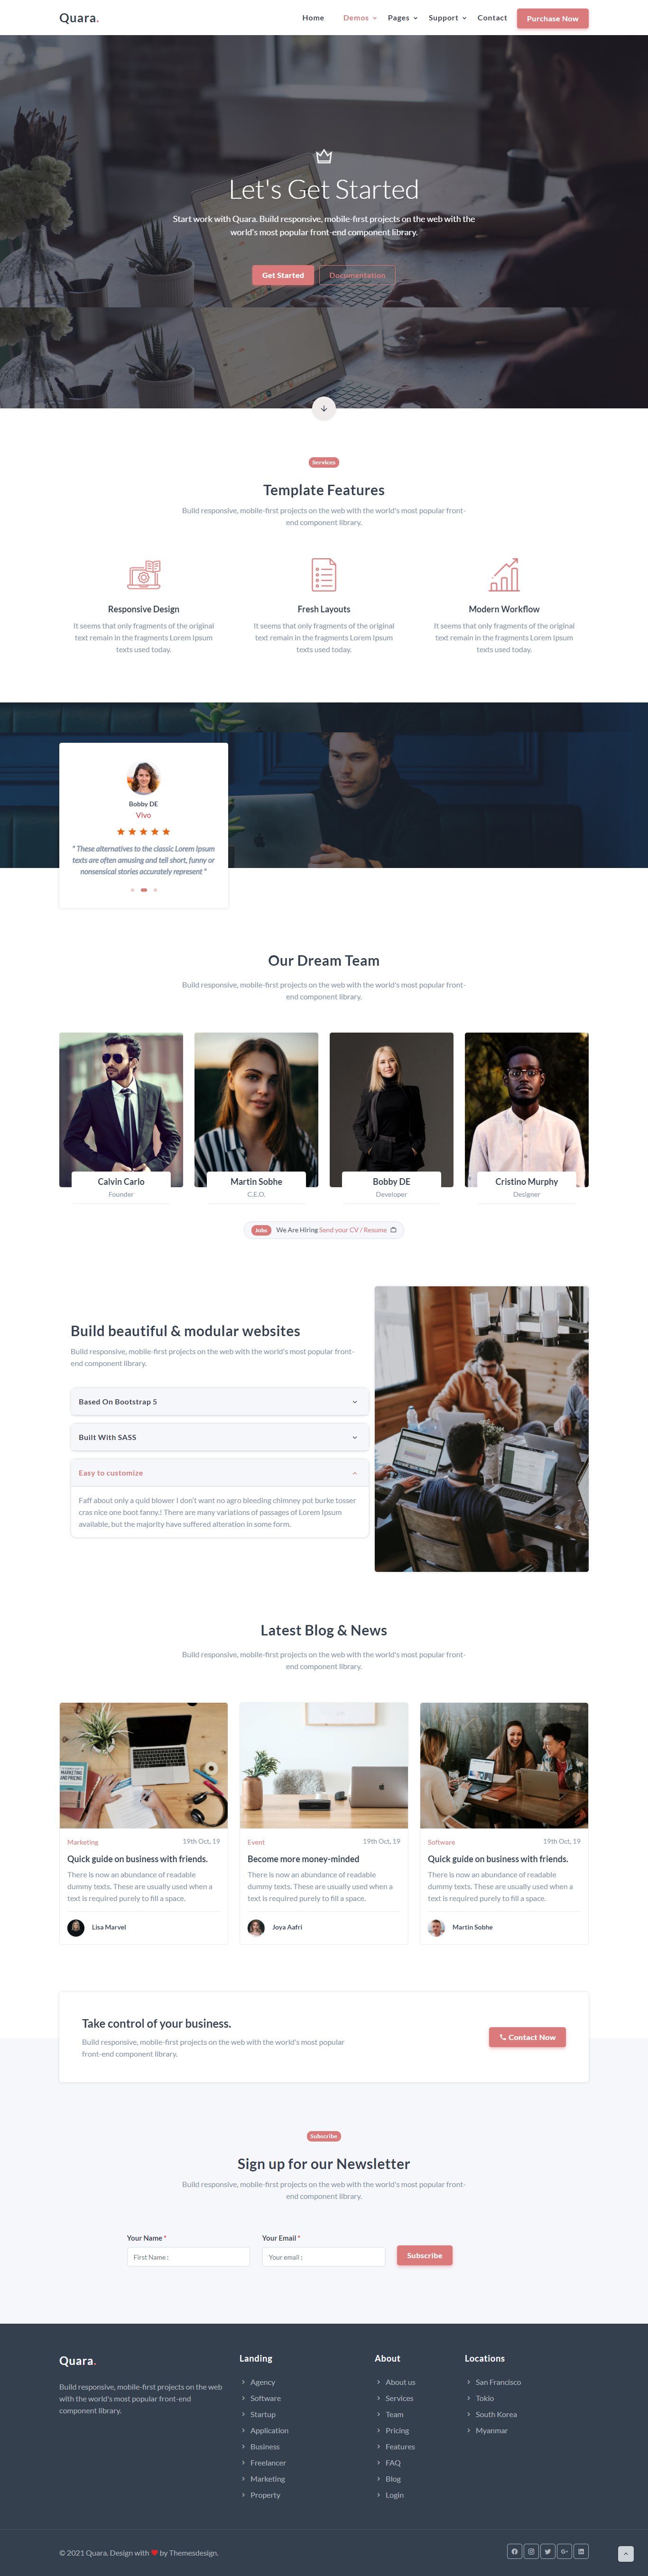 Quara.
Home Demos Pages Support Contact Purchase Now
Let's Get Started
Start work with Quara. Build responsive, mobile-first projects on the web with the
world's most popular front-end component library.
Get Started Documentation
Services
Template Features
Build responsive, mobile-first projects on the web with the world's most popular front-
end component library.
Responsive Design
It seems that only fragments of the original
text remain in the fragments Lorem Ipsum
texts used today.
Fresh Layouts
It seems that only fragments of the original
text remain in the fragments Lorem Ipsum
texts used today.
Modern Workflow
It seems that only fragments of the original
text remain in the fragments Lorem Ipsum
texts used today.
Bobby DE
Vivo
" These alternatives to the classic Lorem Ipsum
texts are often amusing and tell short, funny or
nonsensical stories accurately represent "
Our Dream Team
Build responsive, mobile-first projects on the web with the world's most popular front-
end component library.
Calvin Carlo
Founder
Martin Sobhe
C.E.O.
Bobby DE
Developer
Cristino Murphy
Designer
Jobs We Are Hiring Send your CV / Resume
Build beautiful & modular websites
Build responsive, mobile-first projects on the web with the world's most popular front-
end component library.
Based On Bootstrap 5
Built With SASS
Easy to customize
Faff about only a quid blower I don't want no agro bleeding chimney pot burke tosser
cras nice one boot fanny.! There are many variations of passages of Lorem Ipsum
available, but the majority have suffered alteration in some form.
Latest Blog & News
Build responsive, mobile-first projects on the web with the world's most popular front-
end component library.
MARKETING
Marketing 19th Oct, 19
Quick guide on business with friends.
There is now an abundance of readable
dummy texts. These are usually used when a
text is required purely to fill a space.
Lisa Marvel
Event 19th Oct, 19
Become more money-minded
There is now an abundance of readable
dummy texts. These are usually used when a
text is required purely to fill a space.
Joya Aafri
Software 19th Oct, 19
Quick guide on business with friends.
There is now an abundance of readable
dummy texts. These are usually used when a
text is required purely to fill a space.
Martin Sobhe
Take control of your business.
Build responsive, mobile-first projects on the web with the world's most popular
front-end component library.
Contact Now
Subscribe
Sign up for our Newsletter
Build responsive, mobile-first projects on the web with the world's most popular front-
end component library.
Your Name *
First Name :
Your Email *
Your email :
Subscribe
Quara.
Build responsive, mobile-first projects on the web
with the world's most popular front-end
component library.
Landing
Agency
Software
Startup
Application
Business
Freelancer
Marketing
Property
About
About us
Services
Team
Pricing
Features
FAQ
Blog
Login
Locations
San Francisco
Tokio
South Korea
Myanmar
© 2021 Quara. Design with ❤ by Themesdesign.